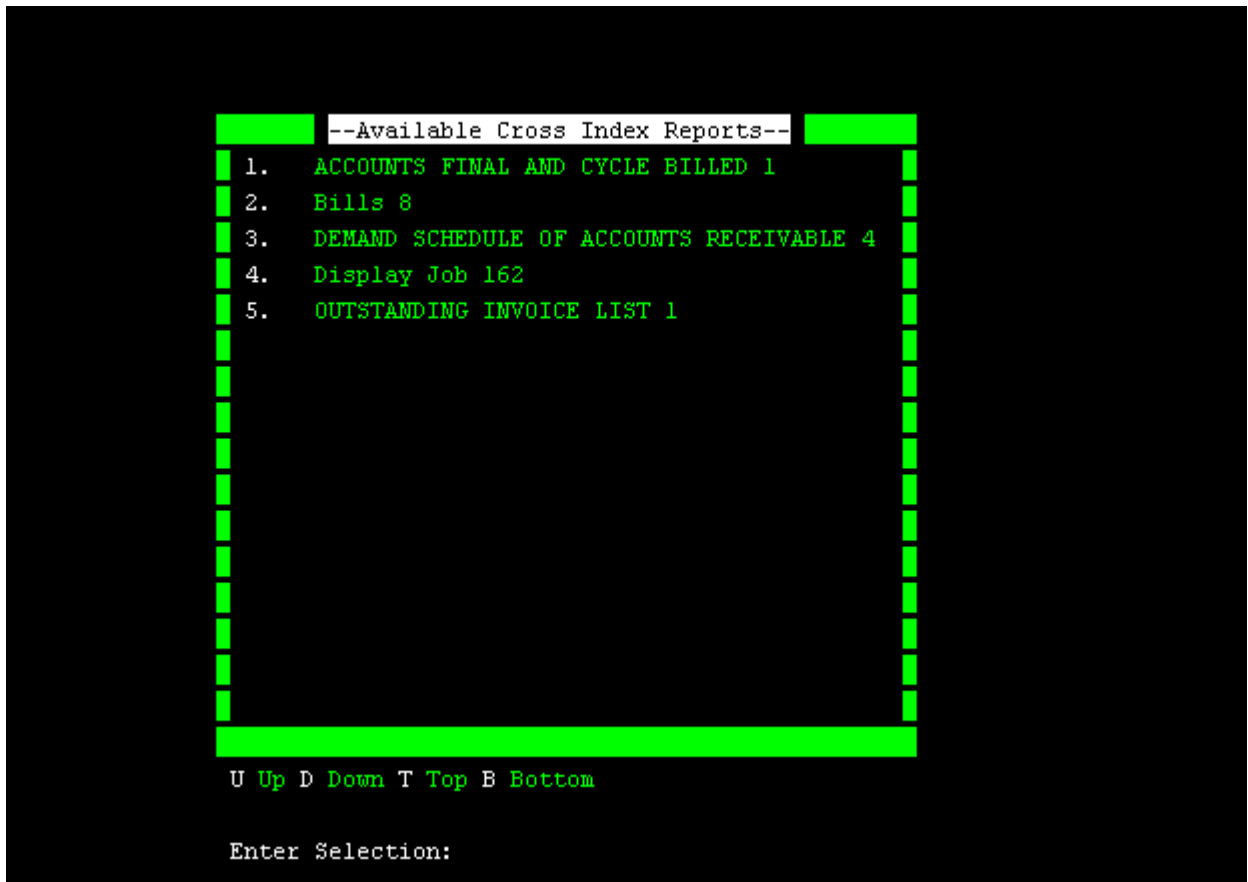 --Available Cross Index Reports--
1. ACCOUNTS FINAL AND CYCLE BILLED 1
2. Bills 8
3. DEMAND SCHEDULE OF ACCOUNTS RECEIVABLE 4
4. Display Job 162
5. OUTSTANDING INVOICE LIST 1
U Up D Down T Top B Bottom
Enter Selection: